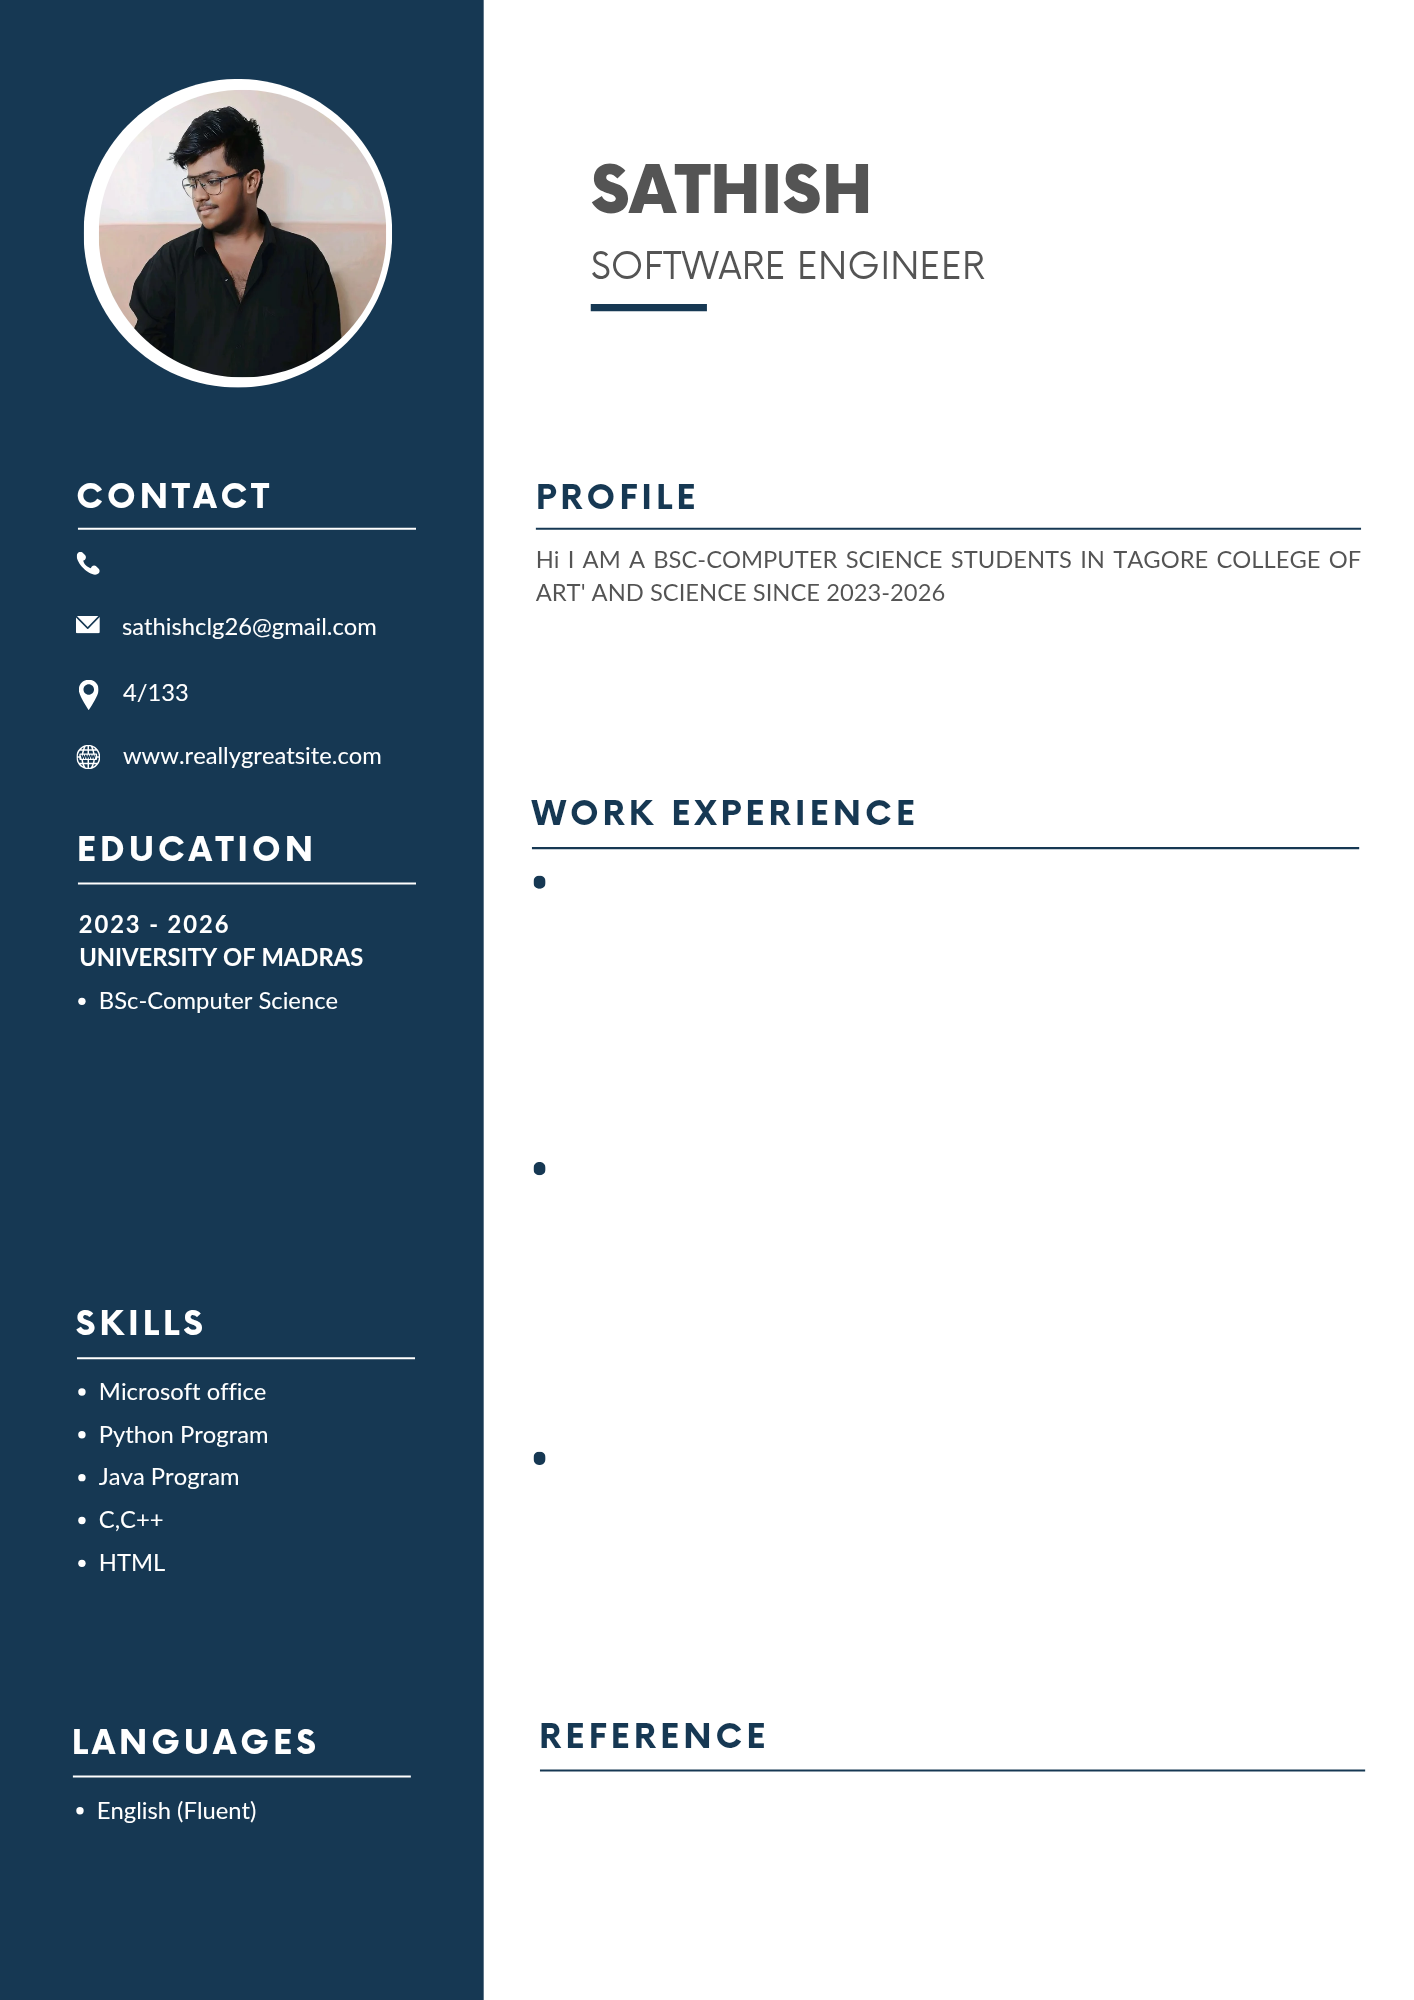 SATHISH
SOFTWARE ENGINEER
CONTACT
sathishclg26@gmail.com
4/133
www.reallygreatsite.com
EDUCATION
2023 - 2026
UNIVERSITY OF MADRAS
• BSc-Computer Science
SKILLS
• Microsoft office
• Python Program
• Java Program
• C,C++
• HTML
LANGUAGES
• English (Fluent)
PROFILE
Hi I AM A BSC-COMPUTER SCIENCE STUDENTS IN TAGORE COLLEGE OF
ART' AND SCIENCE SINCE 2023-2026
WORK EXPERIENCE
REFERENCE